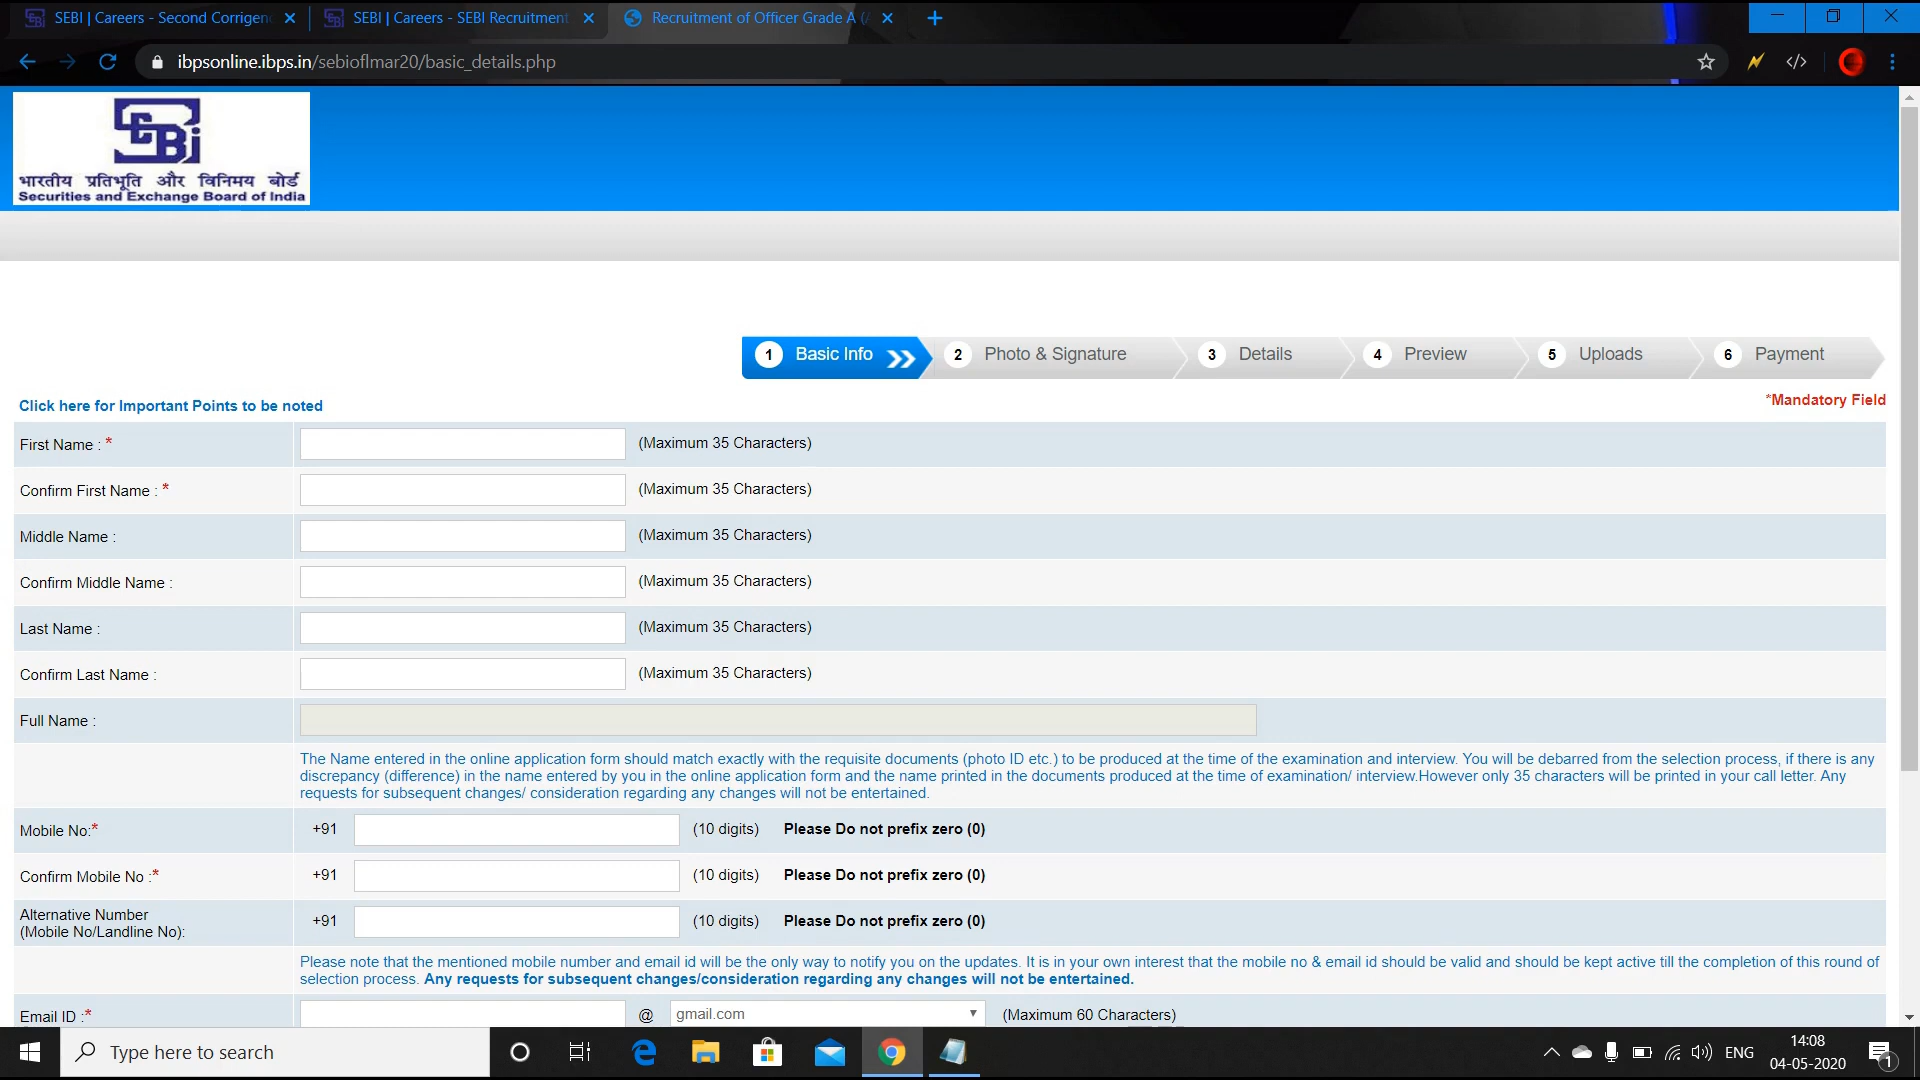 SEBI | Careers - Second Corrigen
SEBI | Careers - SEBI Recruitment
Recruitment of Officer Grade A (
ibpsonline.ibps.in/sebioflmar20/basic_details.php
SEBI
भारतीय प्रतिभूति और विनिमय बोर्ड
Securities and Exchange Board of India
1 Basic Info 2 Photo & Signature 3 Details 4 Preview 5 Uploads 6 Payment
Click here for Important Points to be noted
*Mandatory Field
First Name : * (Maximum 35 Characters)
Confirm First Name : * (Maximum 35 Characters)
Middle Name : (Maximum 35 Characters)
Confirm Middle Name : (Maximum 35 Characters)
Last Name : (Maximum 35 Characters)
Confirm Last Name : (Maximum 35 Characters)
Full Name :
The Name entered in the online application form should match exactly with the requisite documents (photo ID etc.) to be produced at the time of the examination and interview. You will be debarred from the selection process, if there is any
discrepancy (difference) in the name entered by you in the online application form and the name printed in the documents produced at the time of examination/ interview.However only 35 characters will be printed in your call letter. Any
requests for subsequent changes/ consideration regarding any changes will not be entertained.
Mobile No:* +91 (10 digits) Please Do not prefix zero (0)
Confirm Mobile No :* +91 (10 digits) Please Do not prefix zero (0)
Alternative Number
(Mobile No/Landline No): +91 (10 digits) Please Do not prefix zero (0)
Please note that the mentioned mobile number and email id will be the only way to notify you on the updates. It is in your own interest that the mobile no & email id should be valid and should be kept active till the completion of this round of
selection process. Any requests for subsequent changes/consideration regarding any changes will not be entertained.
Email ID :* @ gmail.com (Maximum 60 Characters)
Type here to search
ENG
14:08
04-05-2020
1